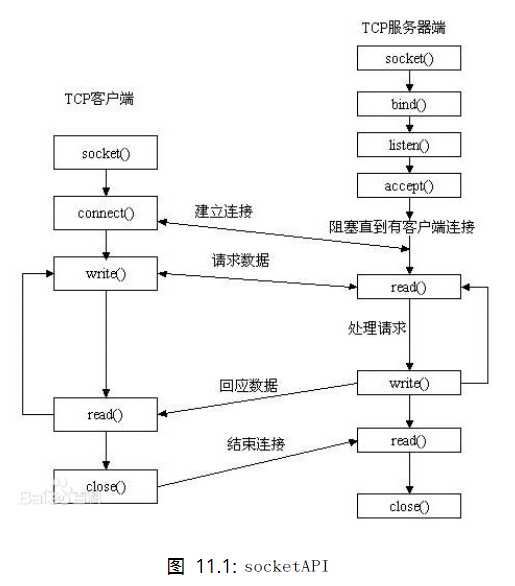 TCP服务器端
socket()
bind()
listen()
accept()
阻塞直到有客户端连接
read()
处理请求
write()
read()
close()
TCP客户端
socket()
connect()
write()
read()
close()
建立连接
请求数据
回应数据
结束连接
Bai百科
图 11.1: socketAPI